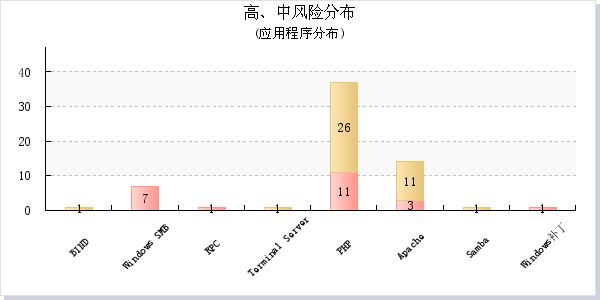 高、中风险分布
(应用程序分布)
40
30
20
10
0
26
11
11
3
7
1
1
1
1
1
BIND
Windows SMB
RPC
Terminal Server
PHP
Apache
Samba
Windows补丁